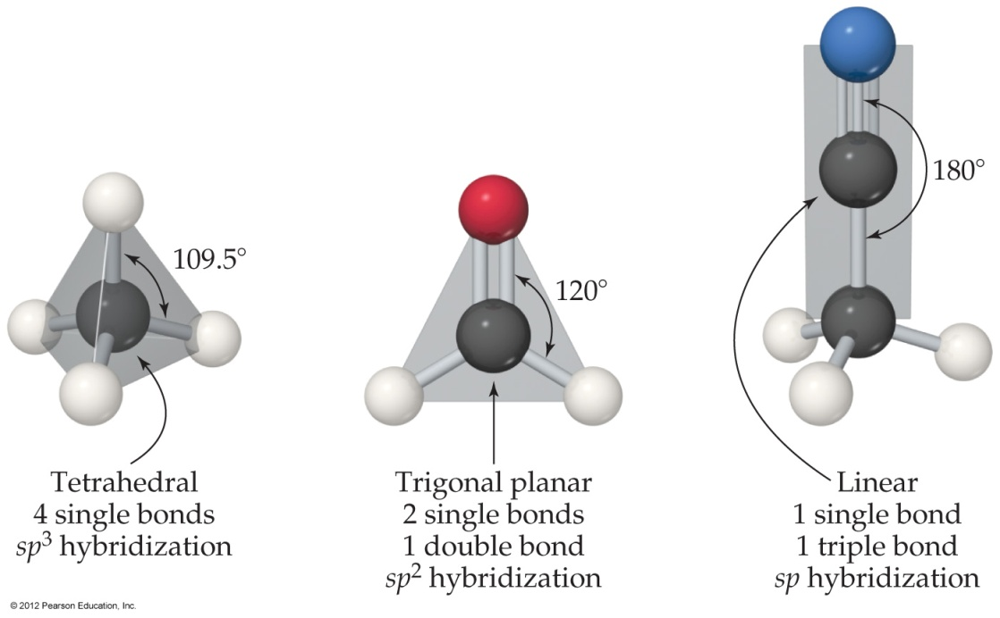 109.5°
120°
180°
Tetrahedral
4 single bonds
sp³ hybridization
Trigonal planar
2 single bonds
1 double bond
sp² hybridization
Linear
1 single bond
1 triple bond
sp hybridization
© 2012 Pearson Education, Inc.